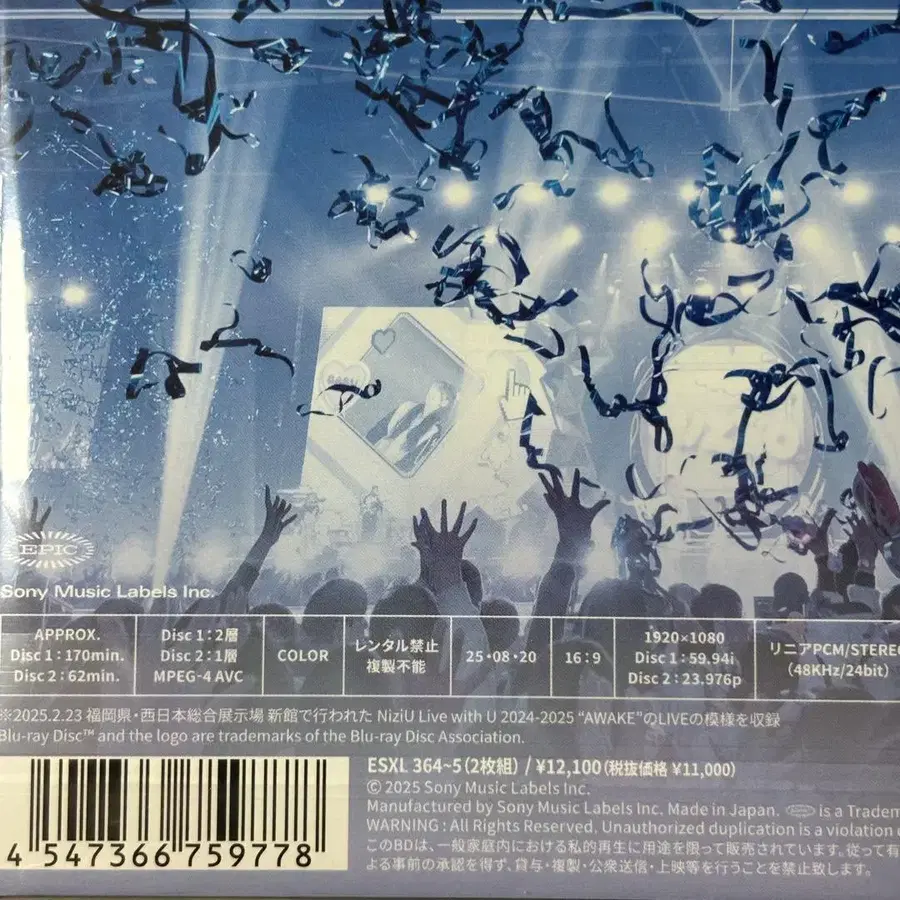 EPIC
Sony Music Labels Inc.
APPROX.
Disc 1:170min.
Disc 2:62min.
Disc 1:2層
Disc 2:1層
MPEG-4 AVC
COLOR
レンタル禁止
複製不能
25・08・20
16:9
1920×1080
Disc 1:59.94i
Disc 2:23.976p
リニアPCM/STEREO
(48KHz/24bit)
※2025.2.23 福岡県・西日本総合展示場 新館で行われた NiziU Live with U 2024-2025 “AWAKE”のLIVEの模様を収録
Blu-ray Disc™ and the logo are trademarks of the Blu-ray Disc Association.
ESXL 364~5(2枚組) / ¥12,100(税抜価格 ¥11,000)
© 2025 Sony Music Labels Inc.
Manufactured by Sony Music Labels Inc. Made in Japan. EPIC is a Tradem
WARNING : All Rights Reserved. Unauthorized duplication is a violation
このBDは、一般家庭内における私的再生に用途を限って販売されています。従って有
よる事前の承認を得ず、貸与・複製・公衆送信・上映等を行うことを禁止致します。
4 547366 759778